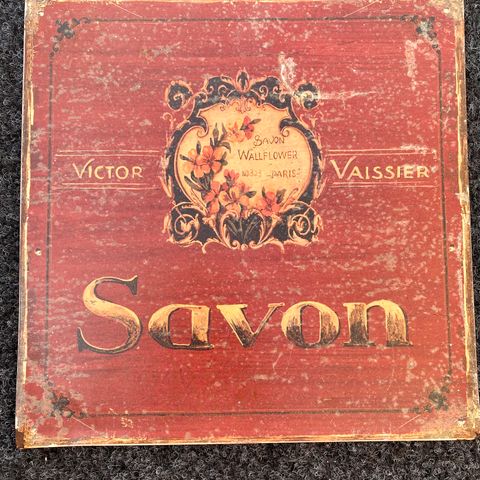 SAVON
WALLFLOWER
PARIS
VICTOR
VAISSIER
Savon